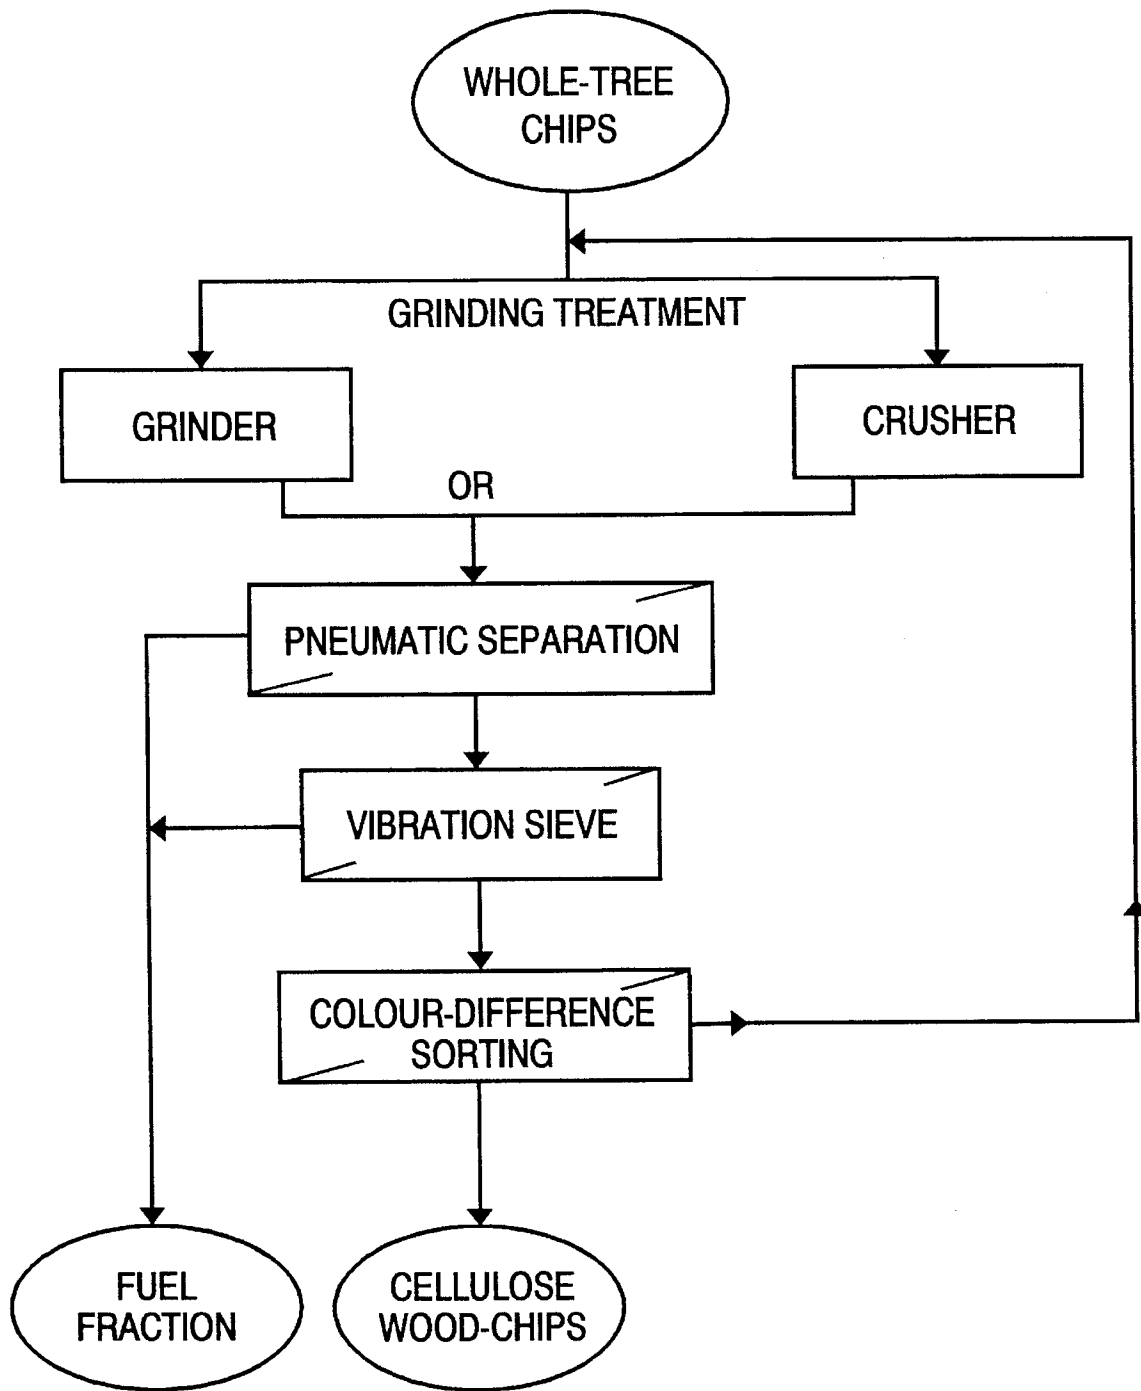 WHOLE-TREE
CHIPS
GRINDING TREATMENT
GRINDER
CRUSHER
OR
PNEUMATIC SEPARATION
VIBRATION SIEVE
COLOUR-DIFFERENCE
SORTING
FUEL
FRACTION
CELLULOSE
WOOD-CHIPS